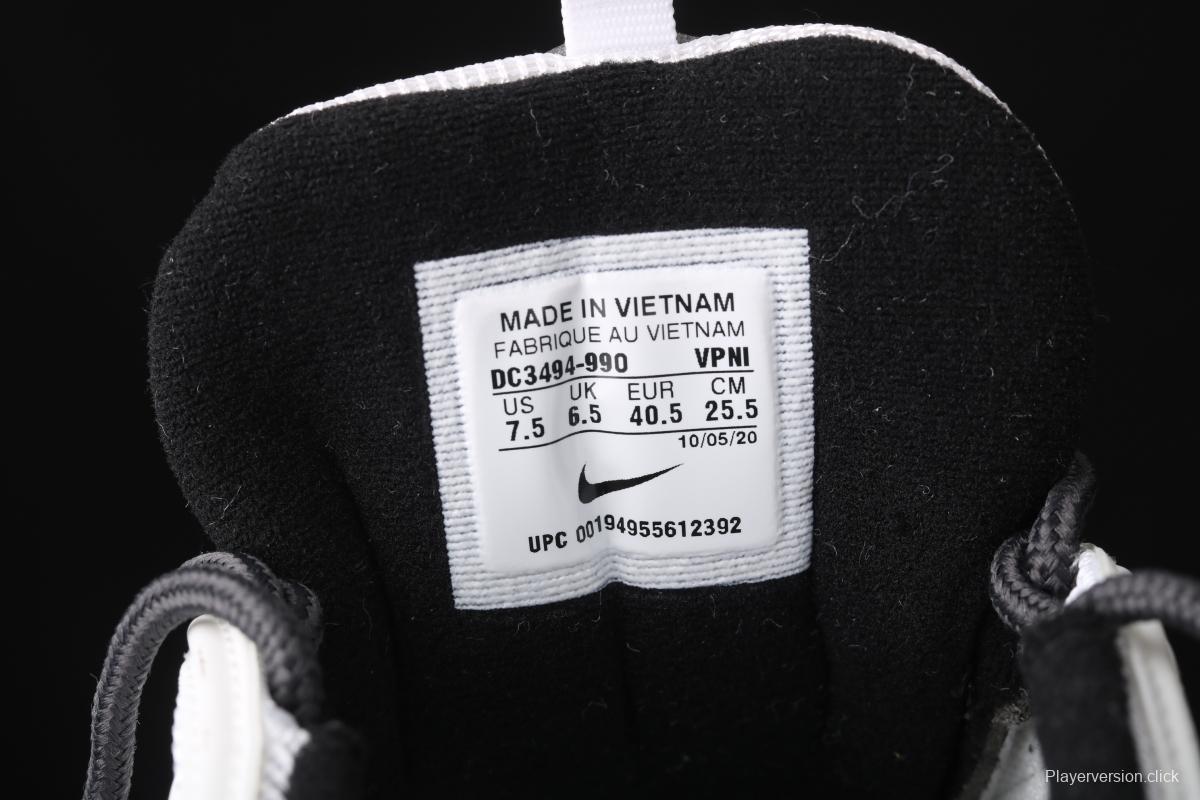 MADE IN VIETNAM
FABRIQUE AU VIETNAM
DC3494-990 VPNI
US UK EUR CM
7.5 6.5 40.5 25.5
10/05/20
UPC 00194955612392
Playerversion.click